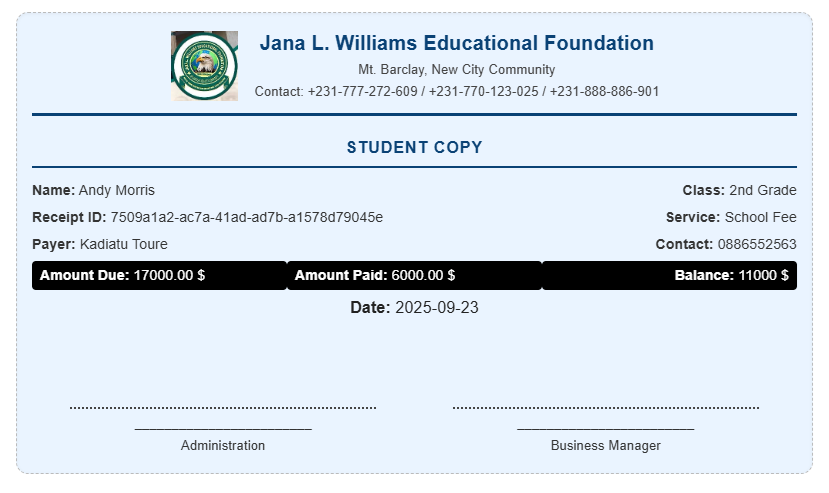 Jana L. Williams Educational Foundation
Mt. Barclay, New City Community
Contact: +231-777-272-609 / +231-770-123-025 / +231-888-886-901
STUDENT COPY
Name: Andy Morris
Class: 2nd Grade
Receipt ID: 7509a1a2-ac7a-41ad-ad7b-a1578d79045e
Service: School Fee
Payer: Kadiatu Toure
Contact: 0886552563
Amount Due: 17000.00 $
Amount Paid: 6000.00 $
Balance: 11000 $
Date: 2025-09-23
Administration
Business Manager